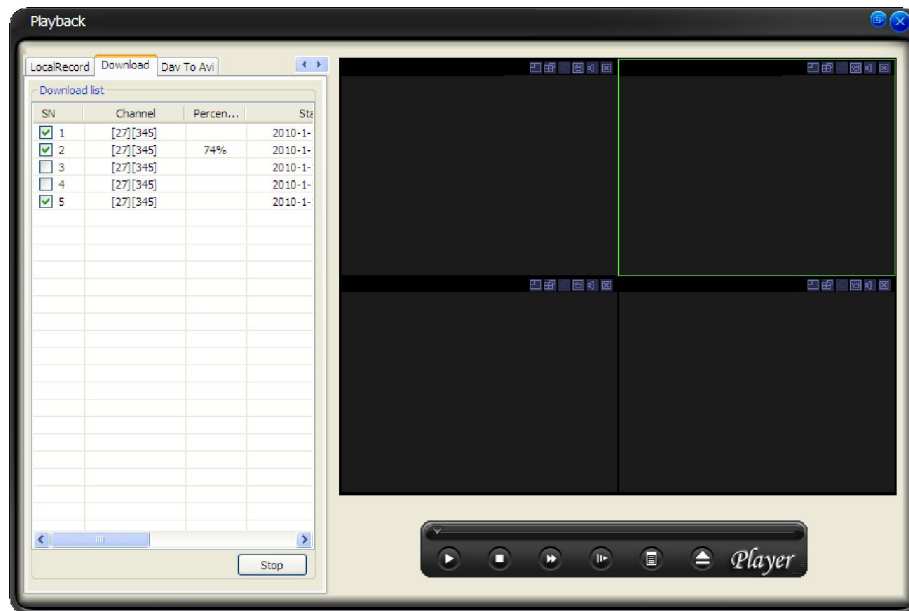 Playback
LocalRecord Download Dav To Avi
Download list
SN Channel Percen... Sta
1 [27][345] 2010-1-
2 [27][345] 74% 2010-1-
3 [27][345] 2010-1-
4 [27][345] 2010-1-
5 [27][345] 2010-1-
Stop
Player